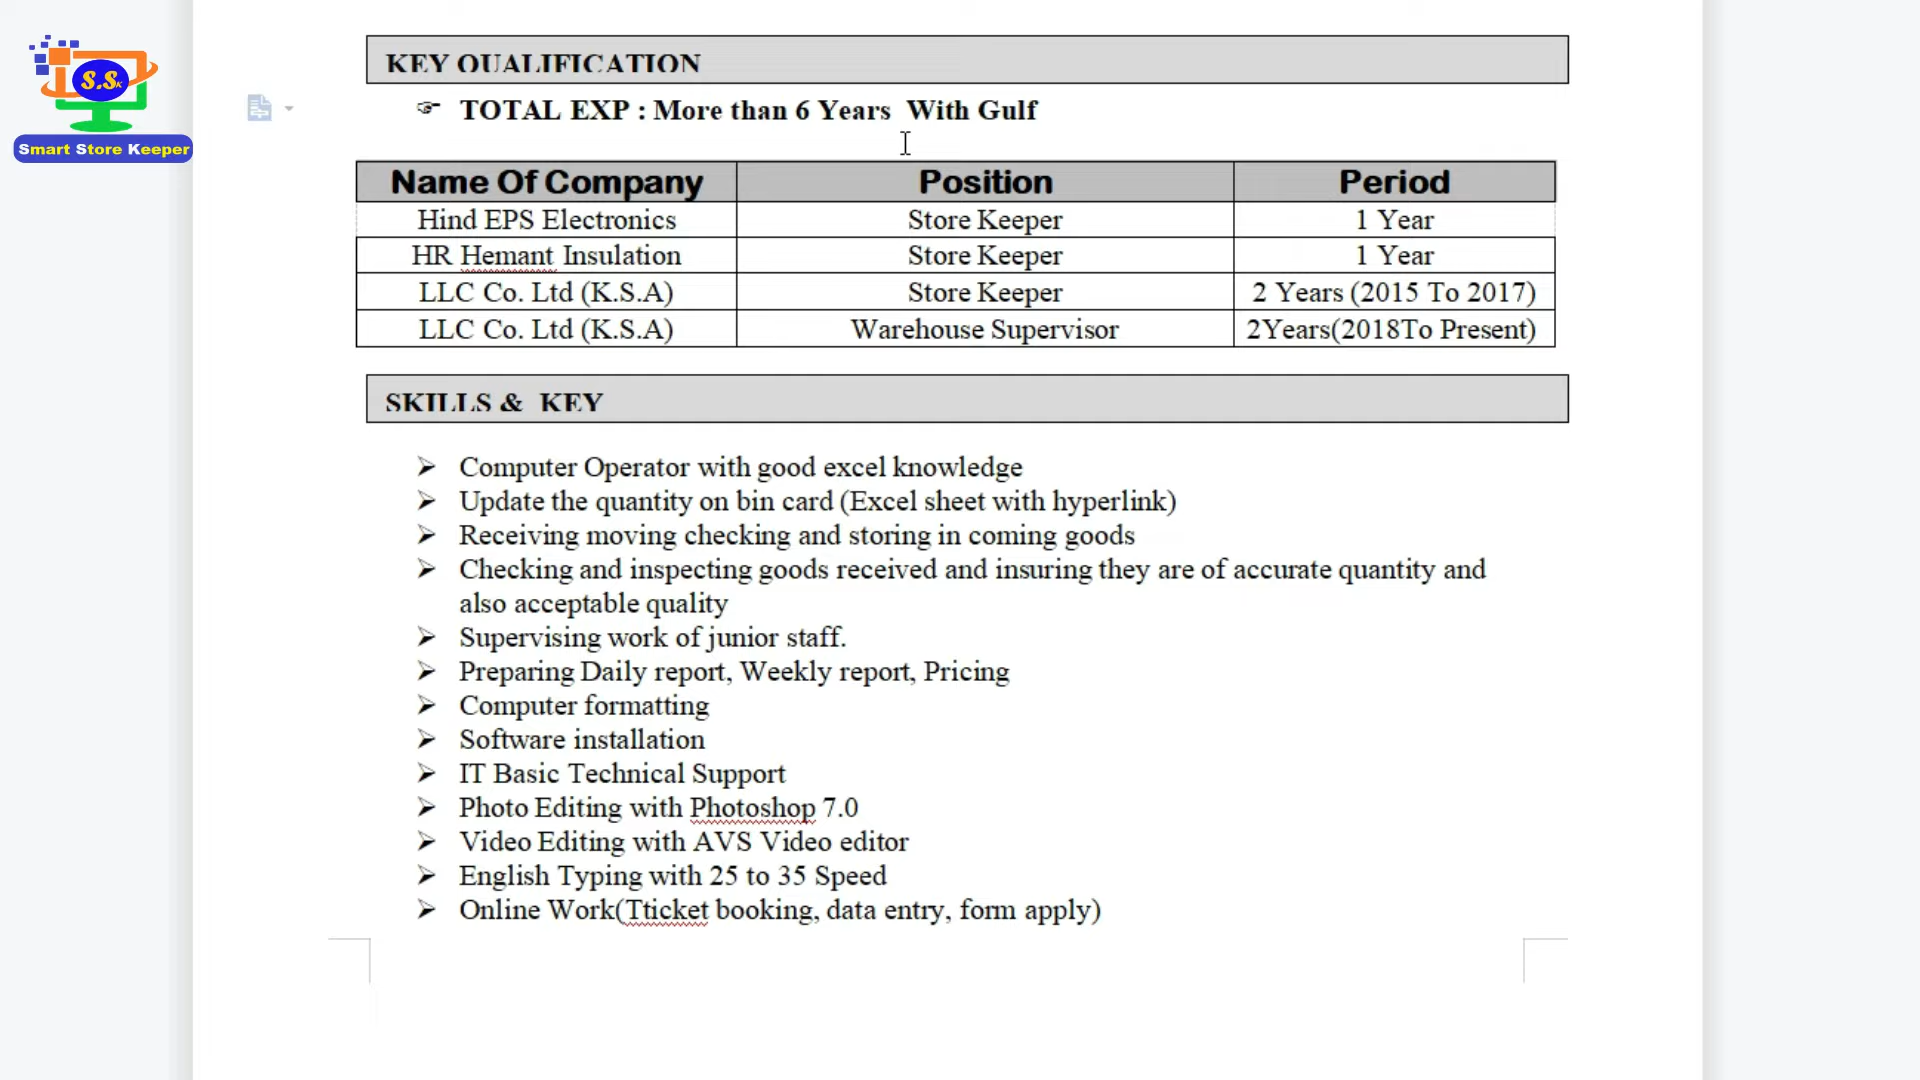 S.Sk
Smart Store Keeper
KEY QUALIFICATION
☞ TOTAL EXP : More than 6 Years With Gulf
Name Of Company Position Period
Hind EPS Electronics Store Keeper 1 Year
HR Hemant Insulation Store Keeper 1 Year
LLC Co. Ltd (K.S.A) Store Keeper 2 Years (2015 To 2017)
LLC Co. Ltd (K.S.A) Warehouse Supervisor 2Years(2018To Present)
SKILLS & KEY
➢ Computer Operator with good excel knowledge
➢ Update the quantity on bin card (Excel sheet with hyperlink)
➢ Receiving moving checking and storing in coming goods
➢ Checking and inspecting goods received and insuring they are of accurate quantity and
also acceptable quality
➢ Supervising work of junior staff.
➢ Preparing Daily report, Weekly report, Pricing
➢ Computer formatting
➢ Software installation
➢ IT Basic Technical Support
➢ Photo Editing with Photoshop 7.0
➢ Video Editing with AVS Video editor
➢ English Typing with 25 to 35 Speed
➢ Online Work(Tticket booking, data entry, form apply)